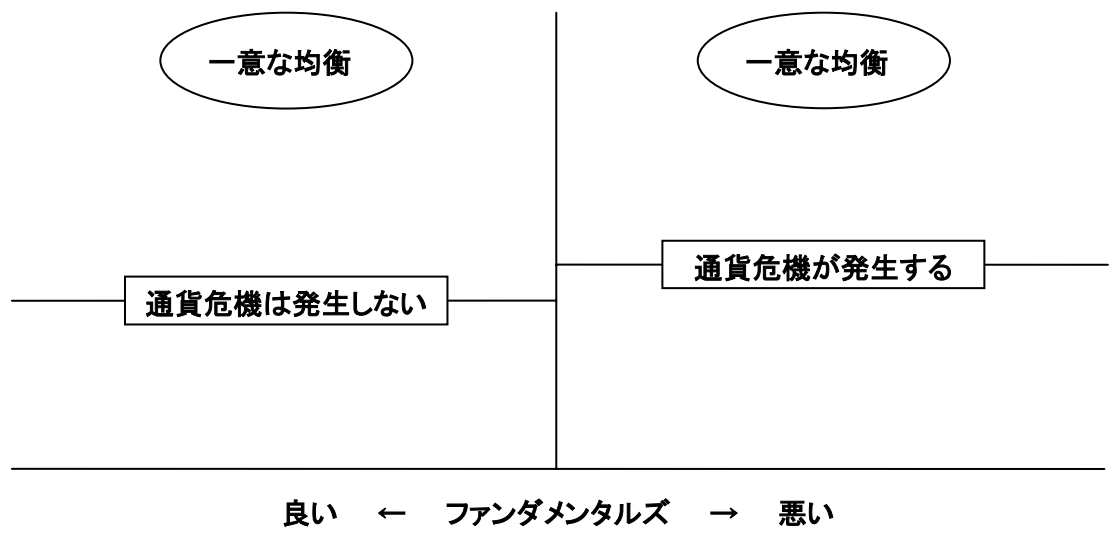 一意な均衡
一意な均衡
通貨危機が発生する
通貨危機は発生しない
良い ← ファンダメンタルズ → 悪い